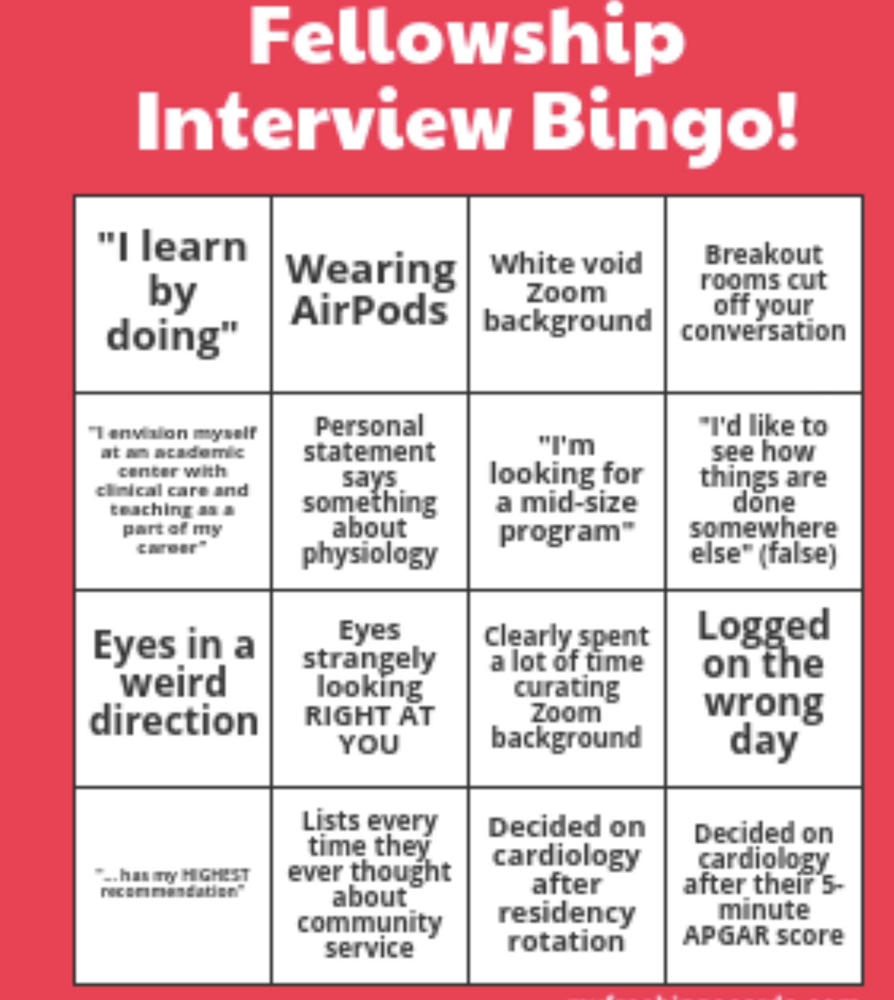 Fellowship
Interview Bingo!
"I learn
by
doing"
Wearing
AirPods
White void
Zoom
background
Breakout
rooms cut
off your
conversation
"I envision myself
at an academic
center with
clinical care and
teaching as a
part of my
career"
Personal
statement
says
something
about
physiology
"I'm
looking for
a mid-size
program"
"I'd like to
see how
things are
done
somewhere
else" (false)
Eyes in a
weird
direction
Eyes
strangely
looking
RIGHT AT
YOU
Clearly spent
a lot of time
curating
Zoom
background
Logged
on the
wrong
day
"...has my HIGHEST
recommendation"
Lists every
time they
ever thought
about
community
service
Decided on
cardiology
after
residency
rotation
Decided on
cardiology
after their 5-
minute
APGAR score